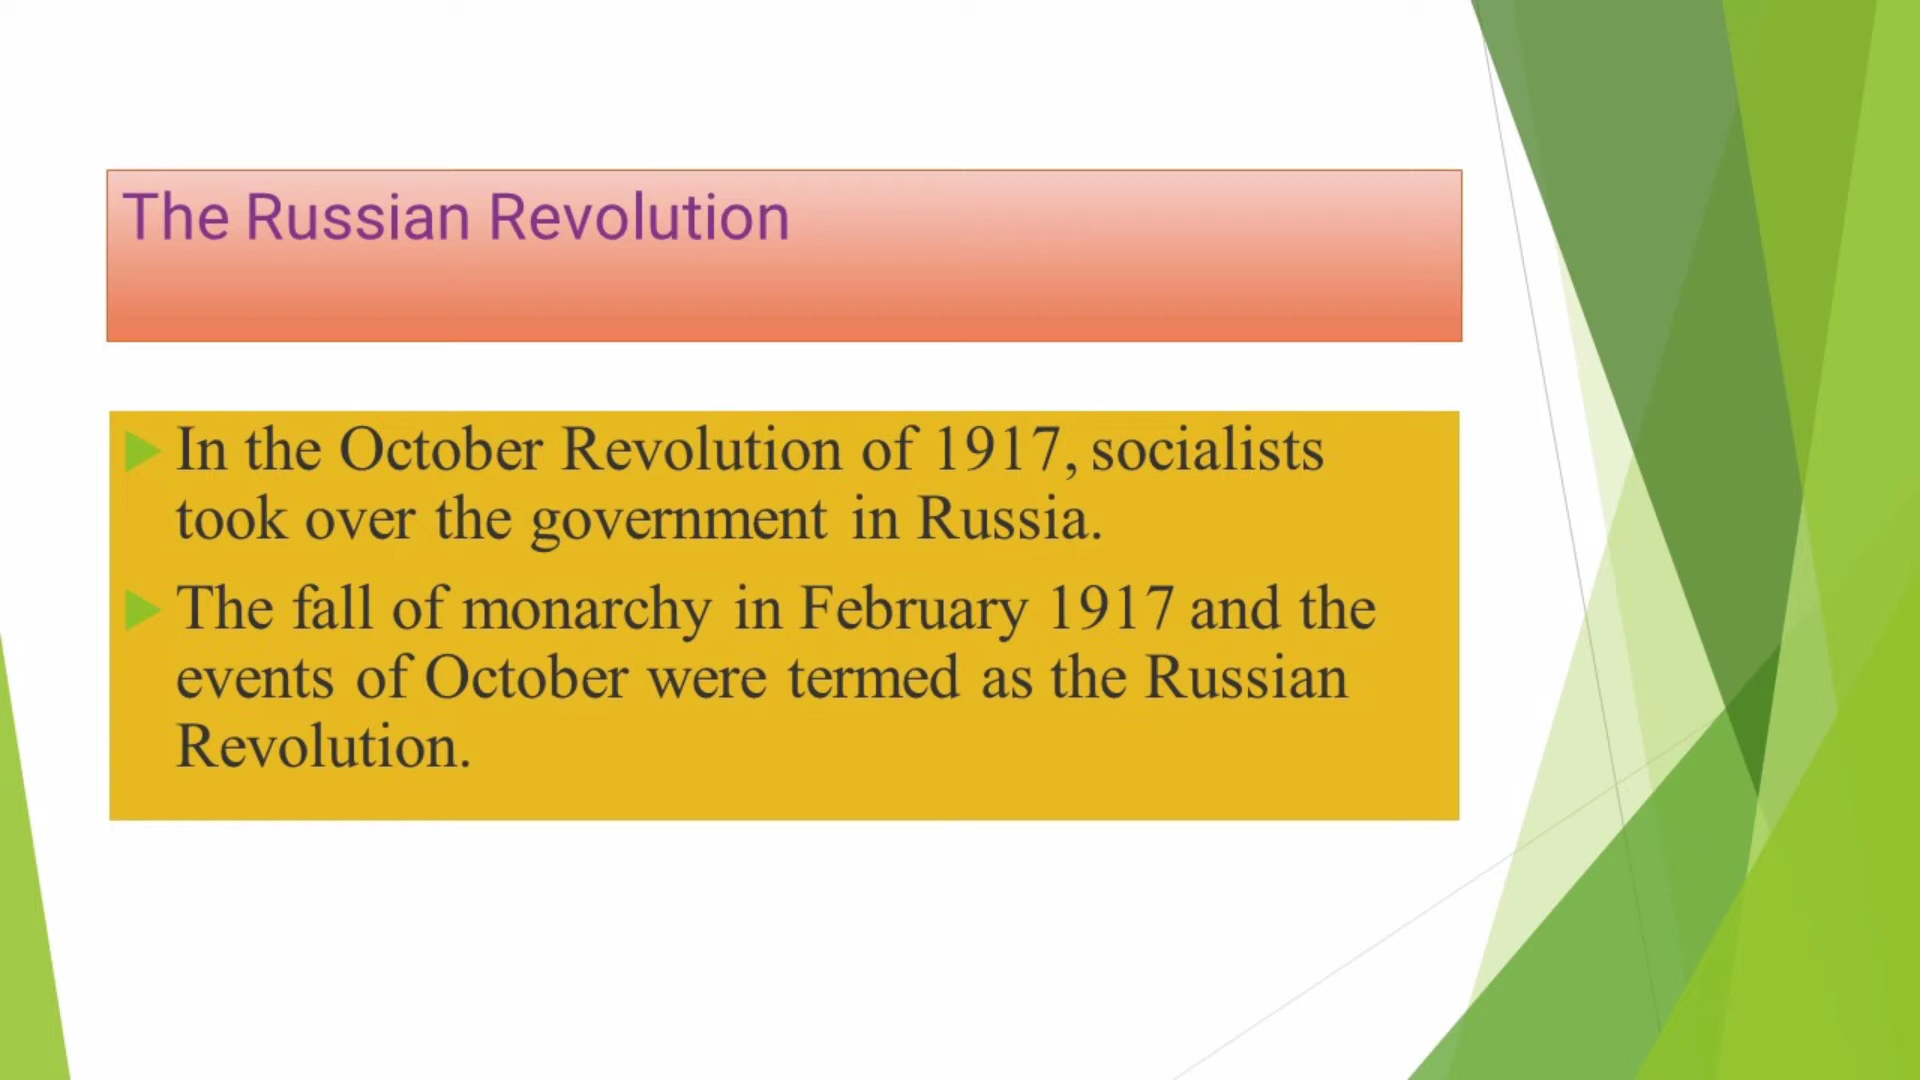 The Russian Revolution
In the October Revolution of 1917, socialists
took over the government in Russia.
The fall of monarchy in February 1917 and the
events of October were termed as the Russian
Revolution.